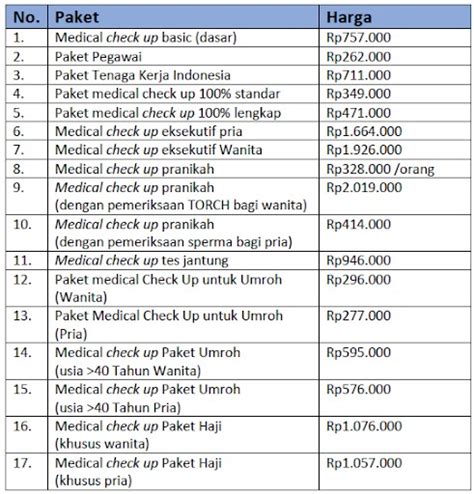 No. Paket Harga
1. Medical check up basic (dasar) Rp757.000
2. Paket Pegawai Rp262.000
3. Paket Tenaga Kerja Indonesia Rp711.000
4. Paket medical check up 100% standar Rp349.000
5. Paket medical check up 100% lengkap Rp471.000
6. Medical check up eksekutif pria Rp1.664.000
7. Medical check up eksekutif Wanita Rp1.926.000
8. Medical check up pranikah Rp328.000 /orang
9. Medical check up pranikah Rp2.019.000
(dengan pemeriksaan TORCH bagi wanita)
10. Medical check up pranikah Rp414.000
(dengan pemeriksaan sperma bagi pria)
11. Medical check up tes jantung Rp946.000
12. Paket medical Check Up untuk Umroh Rp296.000
(Wanita)
13. Paket Medical Check Up untuk Umroh Rp277.000
(Pria)
14. Medical check up Paket Umroh Rp595.000
(usia >40 Tahun Wanita)
15. Medical check up Paket Umroh Rp576.000
(usia >40 Tahun Pria)
16. Medical check up Paket Haji Rp1.076.000
(khusus wanita)
17. Medical check up Paket Haji Rp1.057.000
(khusus pria)